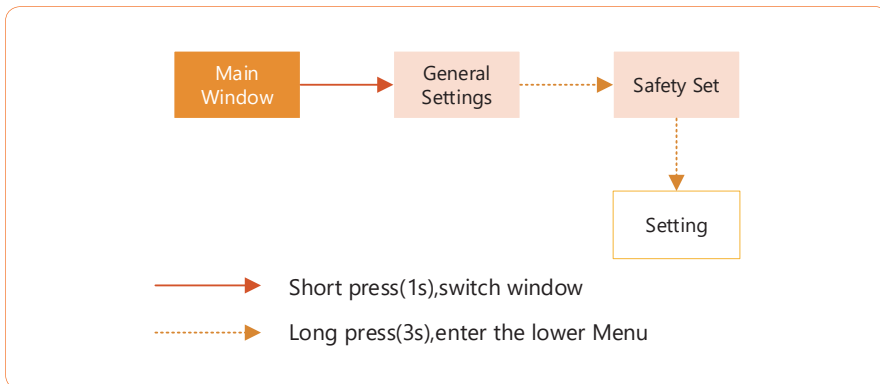 Main
Window
General
Settings
Safety Set
Setting
Short press(1s),switch window
Long press(3s),enter the lower Menu